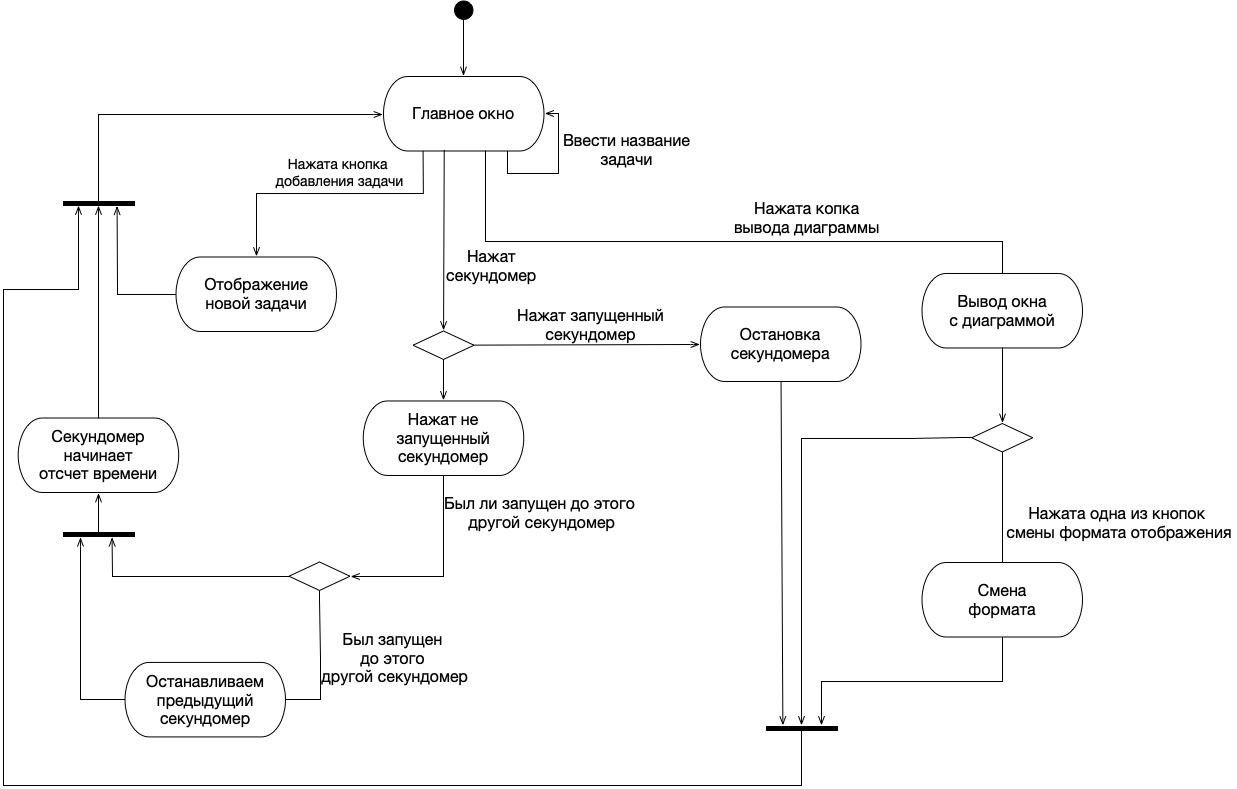 Главное окно
Ввести название
задачи
Нажата кнопка
добавления задачи
Нажата копка
вывода диаграммы
Нажат
секундомер
Отображение
новой задачи
Вывод окна
с диаграммой
Нажат запущенный
секундомер
Остановка
секундомера
Нажат не
запущенный
секундомер
Секундомер
начинает
отсчет времени
Был ли запущен до этого
другой секундомер
Нажата одна из кнопок
смены формата отображения
Смена
формата
Был запущен
до этого
другой секундомер
Останавливаем
предыдущий
секундомер